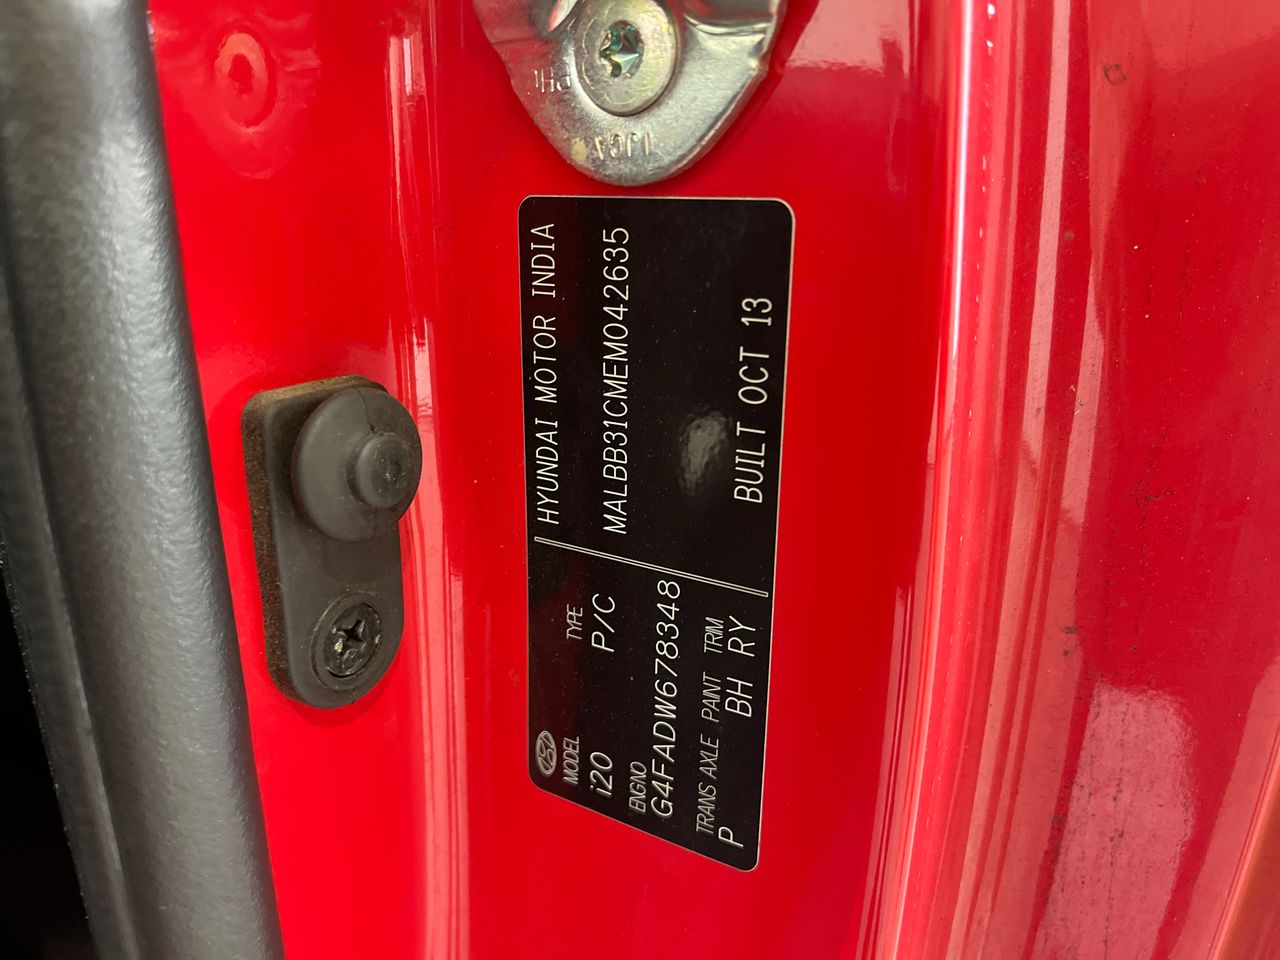 HYUNDAI MOTOR INDIA
MODEL TYPE
i20 P/C
MALBB31CMEM042635
ENGNO
G4FADW678348
TRANS AXLE PAINT TRIM
P BH RY
BUILT OCT 13